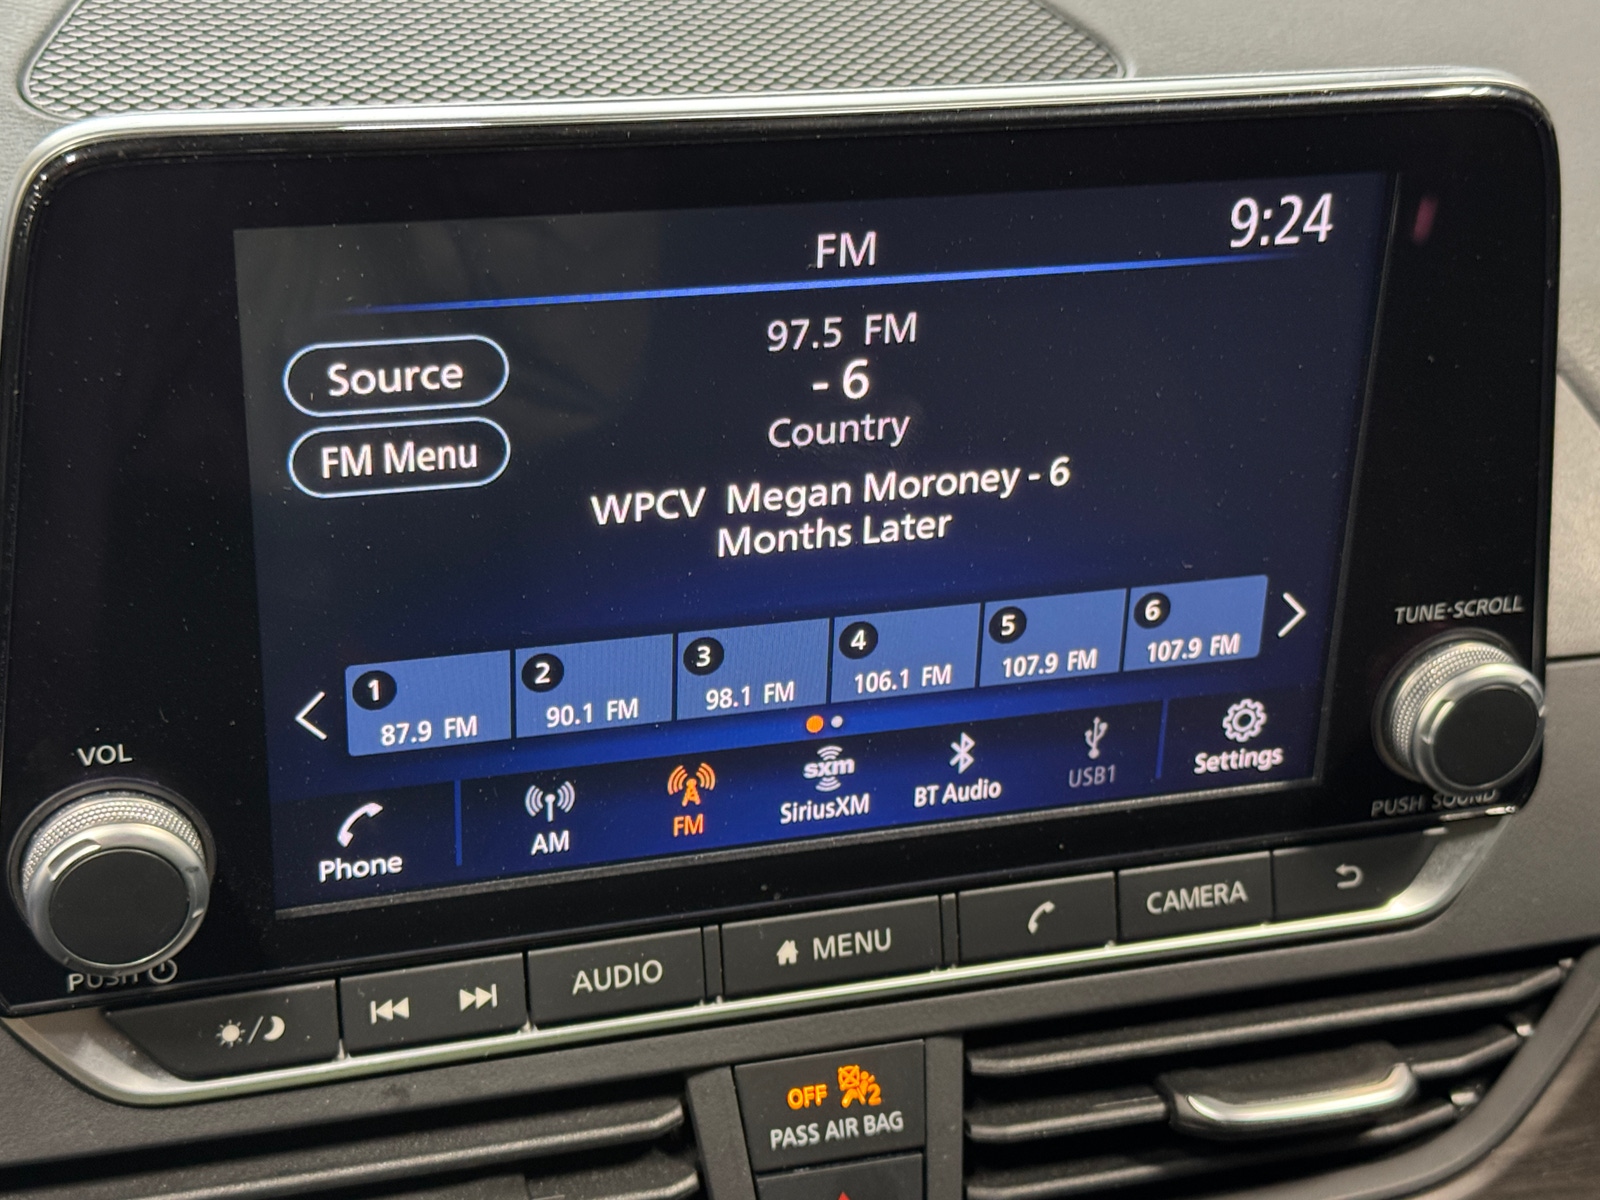 FM
9:24
Source
FM Menu
97.5 FM
- 6
Country
WPCV Megan Moroney - 6
Months Later
1
87.9 FM
2
90.1 FM
3
98.1 FM
4
106.1 FM
5
107.9 FM
6
107.9 FM
Phone
AM
FM
sxm
SiriusXM
BT Audio
USB1
Settings
VOL
PUSH
TUNE·SCROLL
PUSH SOUND
AUDIO
MENU
CAMERA
OFF 2
PASS AIR BAG